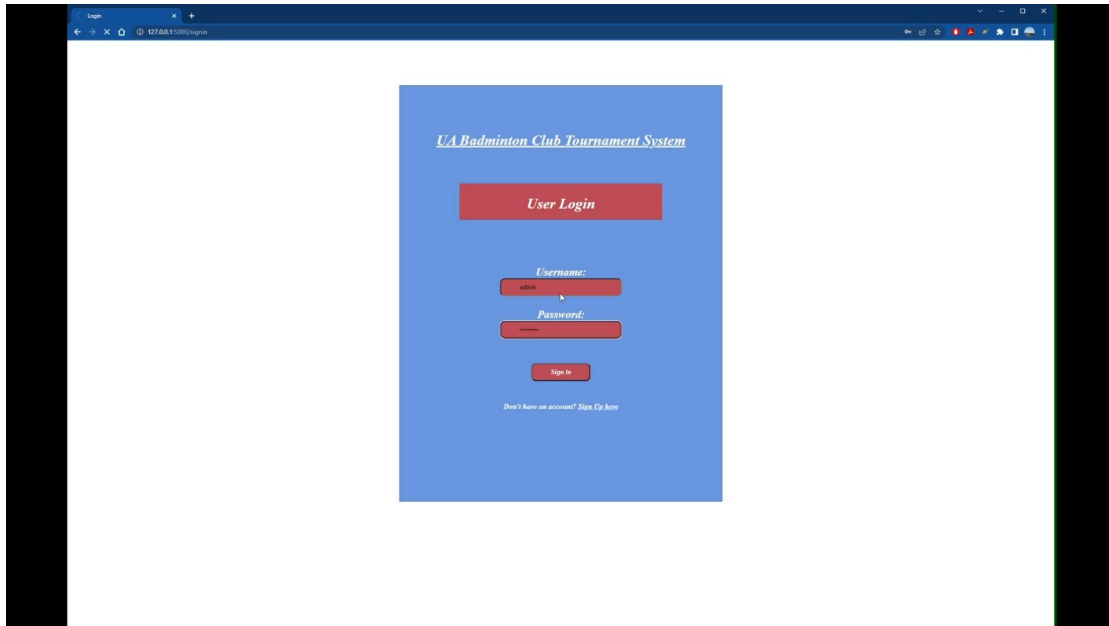 Login
127.0.0.1:5000/signin
UA Badminton Club Tournament System
User Login
Username:
admin
Password:
Sign In
Don't have an account? Sign Up here